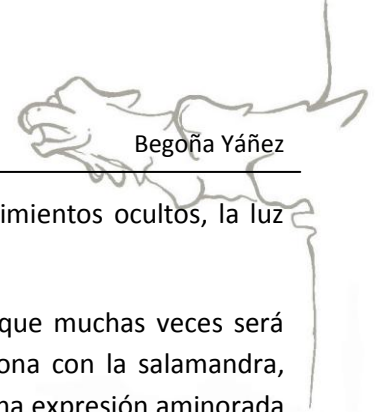 Begoña Yáñez
imientos ocultos, la luz
que muchas veces será
ona con la salamandra,
na expresión aminorada